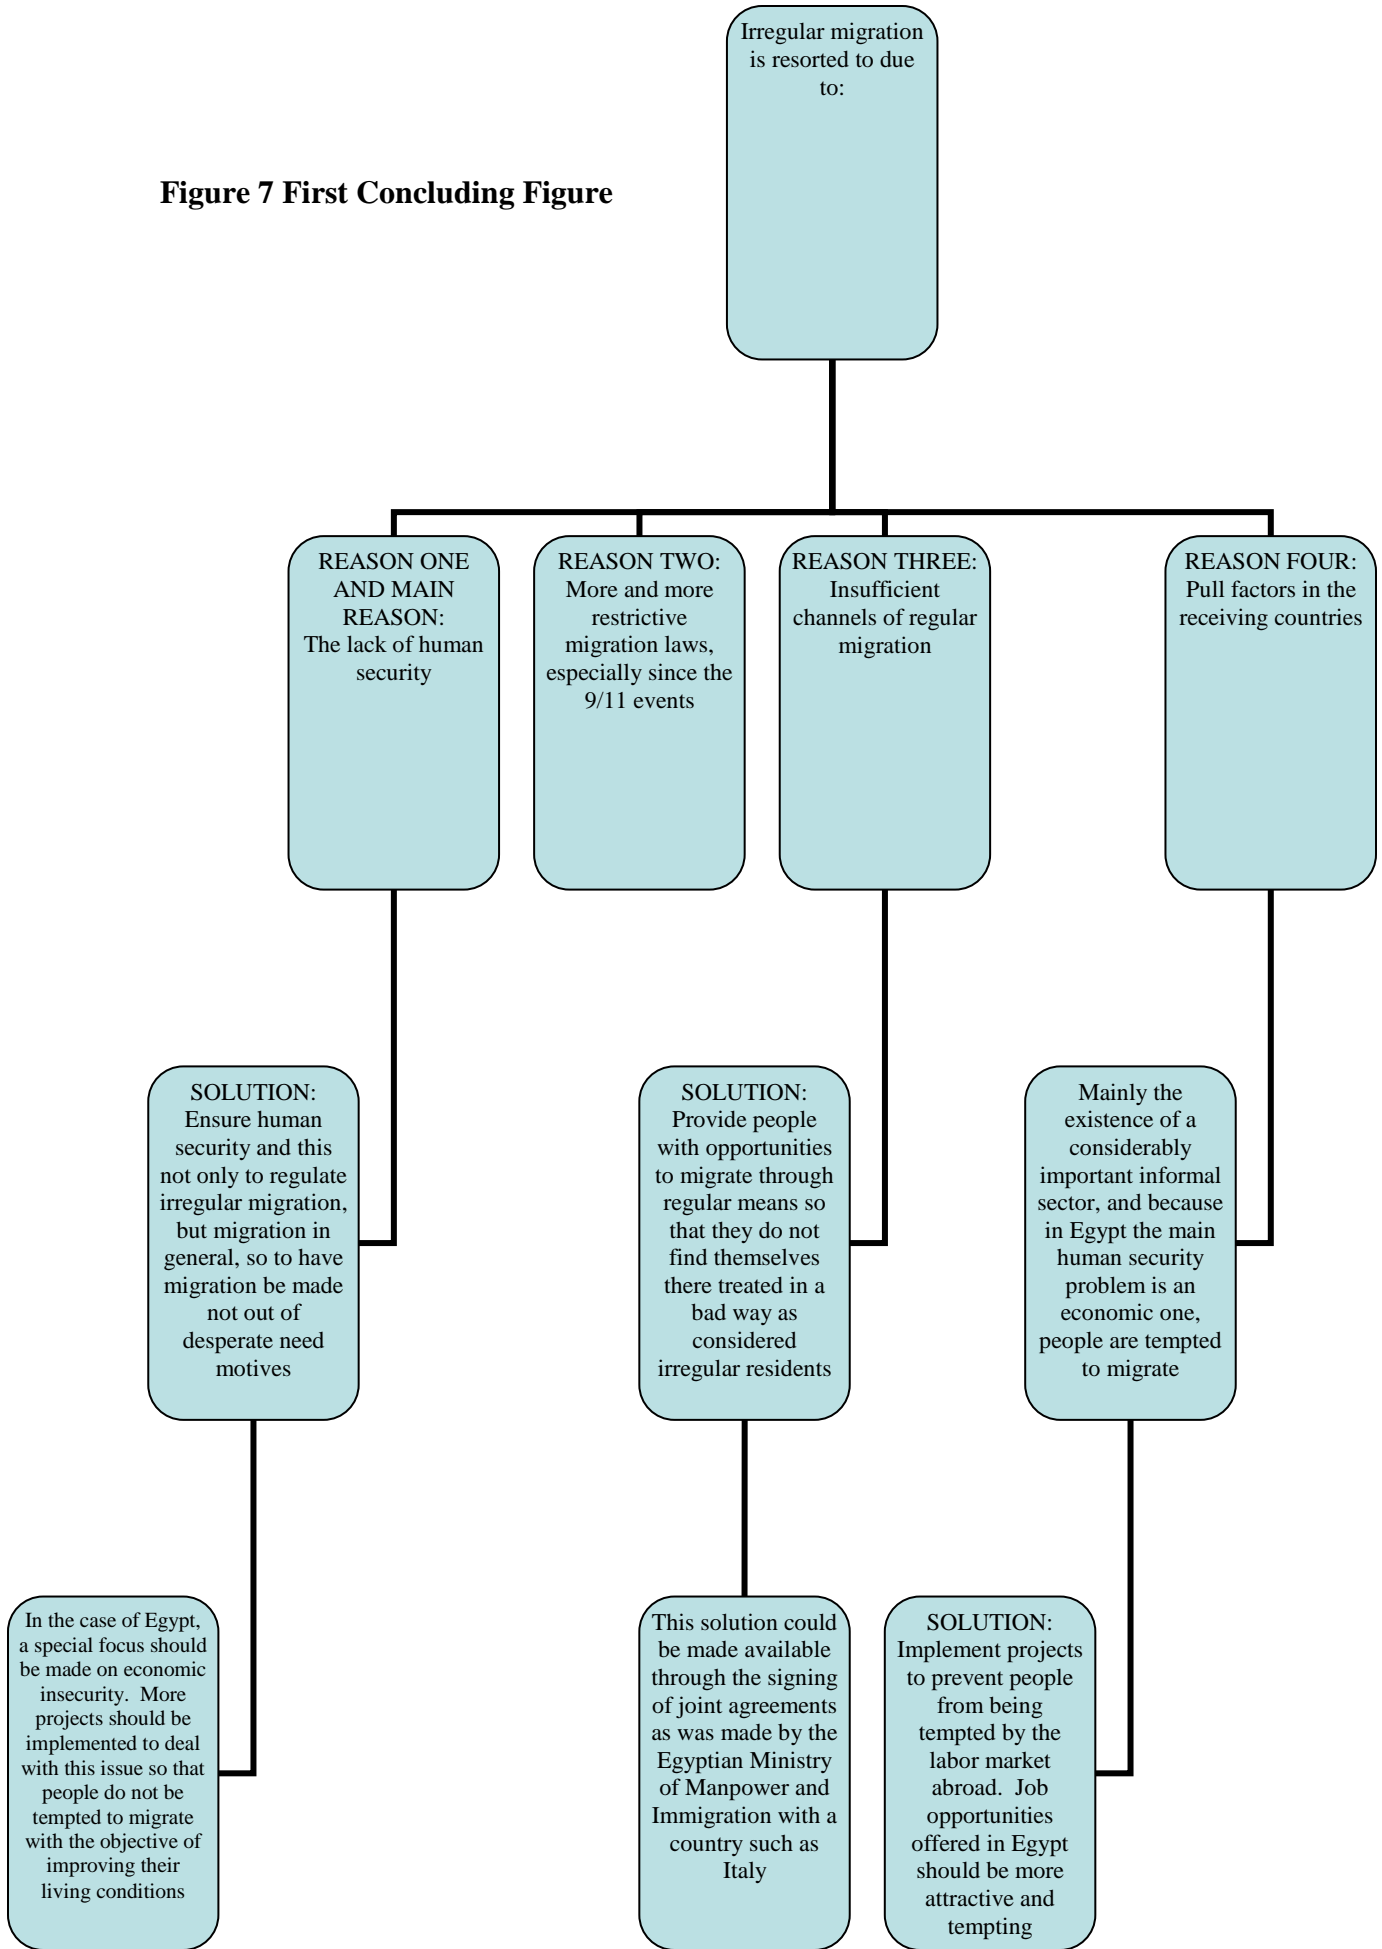 Irregular migration
is resorted to due
to:
Figure 7 First Concluding Figure
REASON ONE
AND MAIN
REASON:
The lack of human
security
REASON TWO:
More and more
restrictive
migration laws,
especially since the
9/11 events
REASON THREE:
Insufficient
channels of regular
migration
REASON FOUR:
Pull factors in the
receiving countries
SOLUTION:
Ensure human
security and this
not only to regulate
irregular migration,
but migration in
general, so to have
migration be made
not out of
desperate need
motives
SOLUTION:
Provide people
with opportunities
to migrate through
regular means so
that they do not
find themselves
there treated in a
bad way as
considered
irregular residents
Mainly the
existence of a
considerably
important informal
sector, and because
in Egypt the main
human security
problem is an
economic one,
people are tempted
to migrate
In the case of Egypt,
a special focus should
be made on economic
insecurity.  More
projects should be
implemented to deal
with this issue so that
people do not be
tempted to migrate
with the objective of
improving their
living conditions
This solution could
be made available
through the signing
of joint agreements
as was made by the
Egyptian Ministry
of Manpower and
Immigration with a
country such as
Italy
SOLUTION:
Implement projects
to prevent people
from being
tempted by the
labor market
abroad.  Job
opportunities
offered in Egypt
should be more
attractive and
tempting